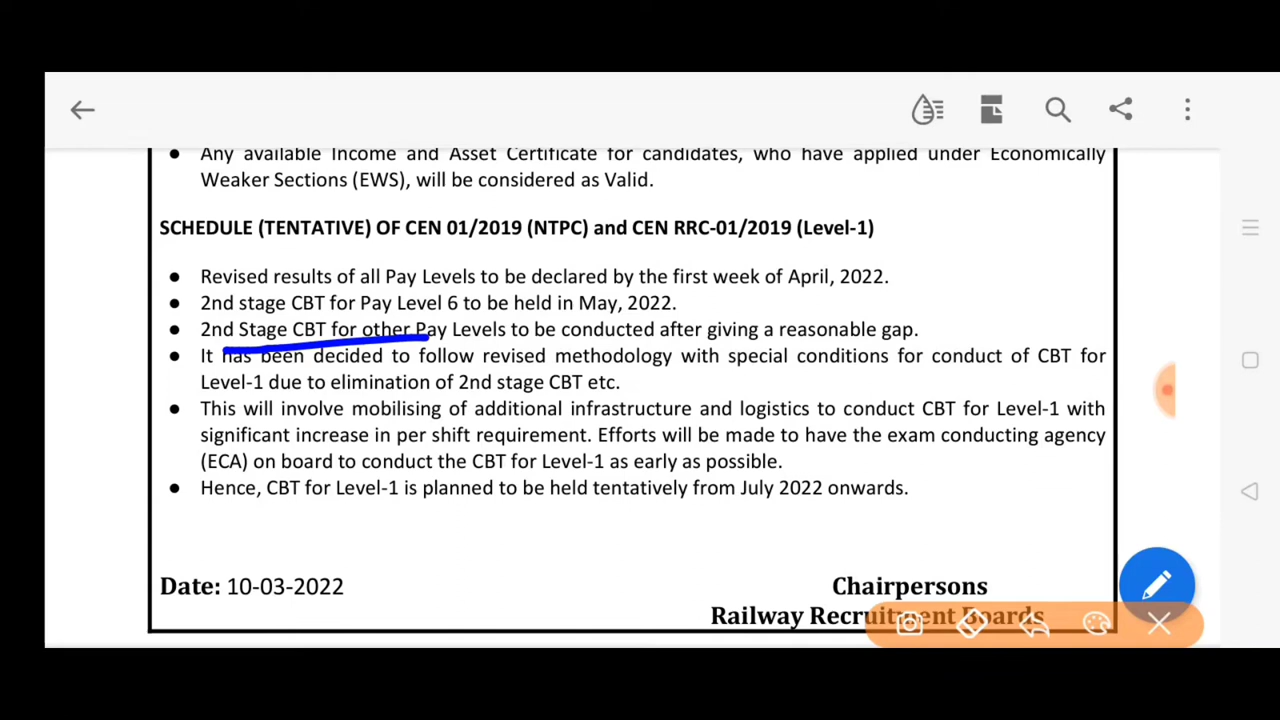 ● Any available Income and Asset Certificate for candidates, who have applied under Economically
Weaker Sections (EWS), will be considered as Valid.
SCHEDULE (TENTATIVE) OF CEN 01/2019 (NTPC) and CEN RRC-01/2019 (Level-1)
● Revised results of all Pay Levels to be declared by the first week of April, 2022.
● 2nd stage CBT for Pay Level 6 to be held in May, 2022.
● 2nd Stage CBT for other Pay Levels to be conducted after giving a reasonable gap.
● It has been decided to follow revised methodology with special conditions for conduct of CBT for
Level-1 due to elimination of 2nd stage CBT etc.
● This will involve mobilising of additional infrastructure and logistics to conduct CBT for Level-1 with
significant increase in per shift requirement. Efforts will be made to have the exam conducting agency
(ECA) on board to conduct the CBT for Level-1 as early as possible.
● Hence, CBT for Level-1 is planned to be held tentatively from July 2022 onwards.
Date: 10-03-2022
Chairpersons
Railway Recruitment Boards